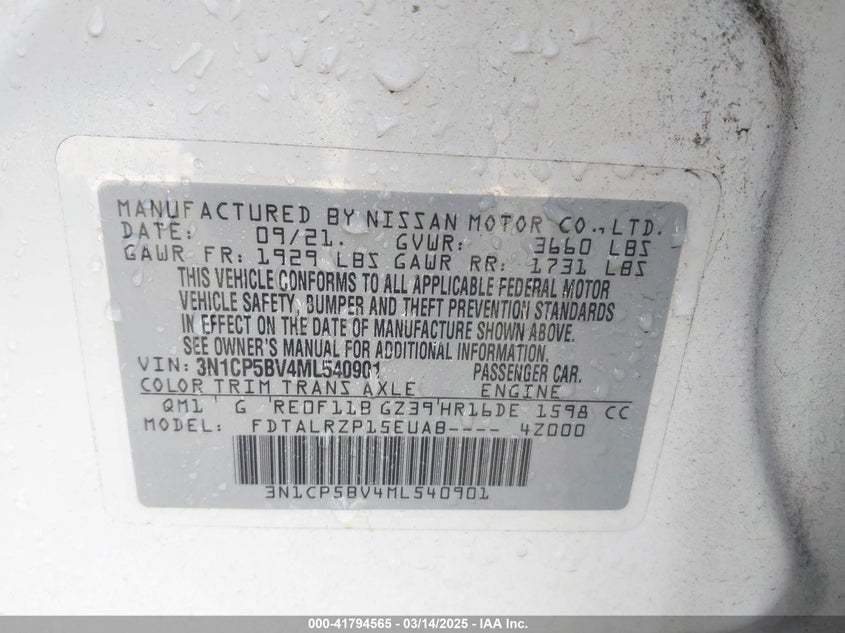 MANUFACTURED BY NISSAN MOTOR CO., LTD.
DATE: 09/21. GVWR: 3660 LBS
GAWR FR: 1929 LBS GAWR RR: 1731 LBS
THIS VEHICLE CONFORMS TO ALL APPLICABLE FEDERAL MOTOR
VEHICLE SAFETY, BUMPER AND THEFT PREVENTION STANDARDS
IN EFFECT ON THE DATE OF MANUFACTURE SHOWN ABOVE.
SEE OWNER'S MANUAL FOR ADDITIONAL INFORMATION.
VIN: 3N1CP5BV4ML540901 PASSENGER CAR.
COLOR TRIM TRANS AXLE ENGINE
QM1 G RE0F11B GZ39 HR16DE 1598 CC
MODEL: FDTALRZP15EUAB---- 4Z000
3N1CP5BV4ML540901
000-41794565 - 03/14/2025 - IAA Inc.